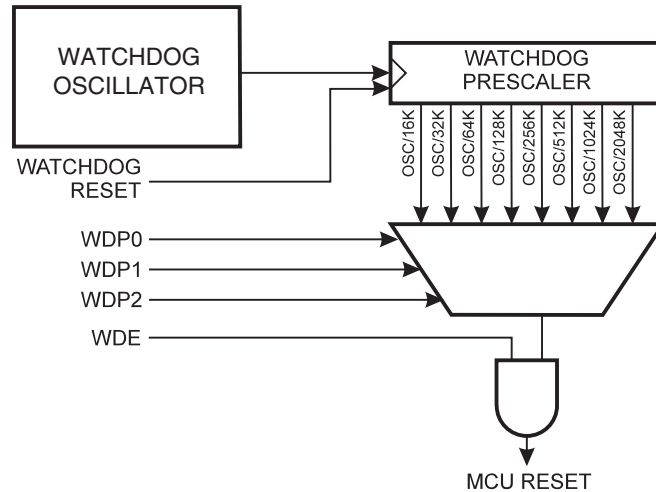 WATCHDOG
OSCILLATOR
WATCHDOG
PRESCALER
OSC/16K
OSC/32K
OSC/64K
OSC/128K
OSC/256K
OSC/512K
OSC/1024K
OSC/2048K
WATCHDOG
RESET
WDP0
WDP1
WDP2
WDE
MCU RESET